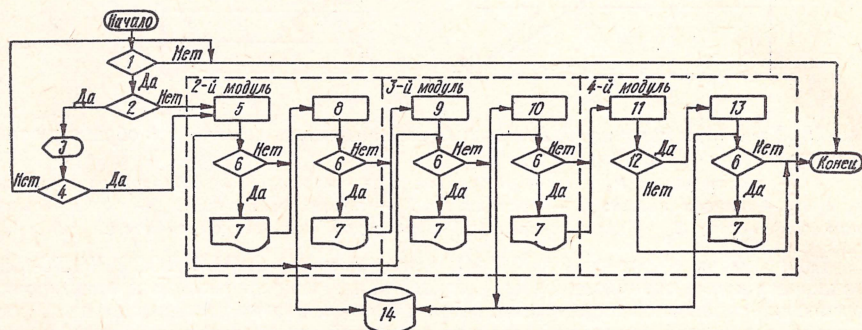 Начало
1
Нет
Да
2
Да
Нет
3
4
Нет
Да
2-й модуль
5
8
6
Нет
6
Нет
Да
Да
7
7
3-й модуль
9
10
6
Нет
6
Нет
Да
Да
7
7
4-й модуль
11
13
12
Да
6
Нет
Нет
Да
7
Конец
14